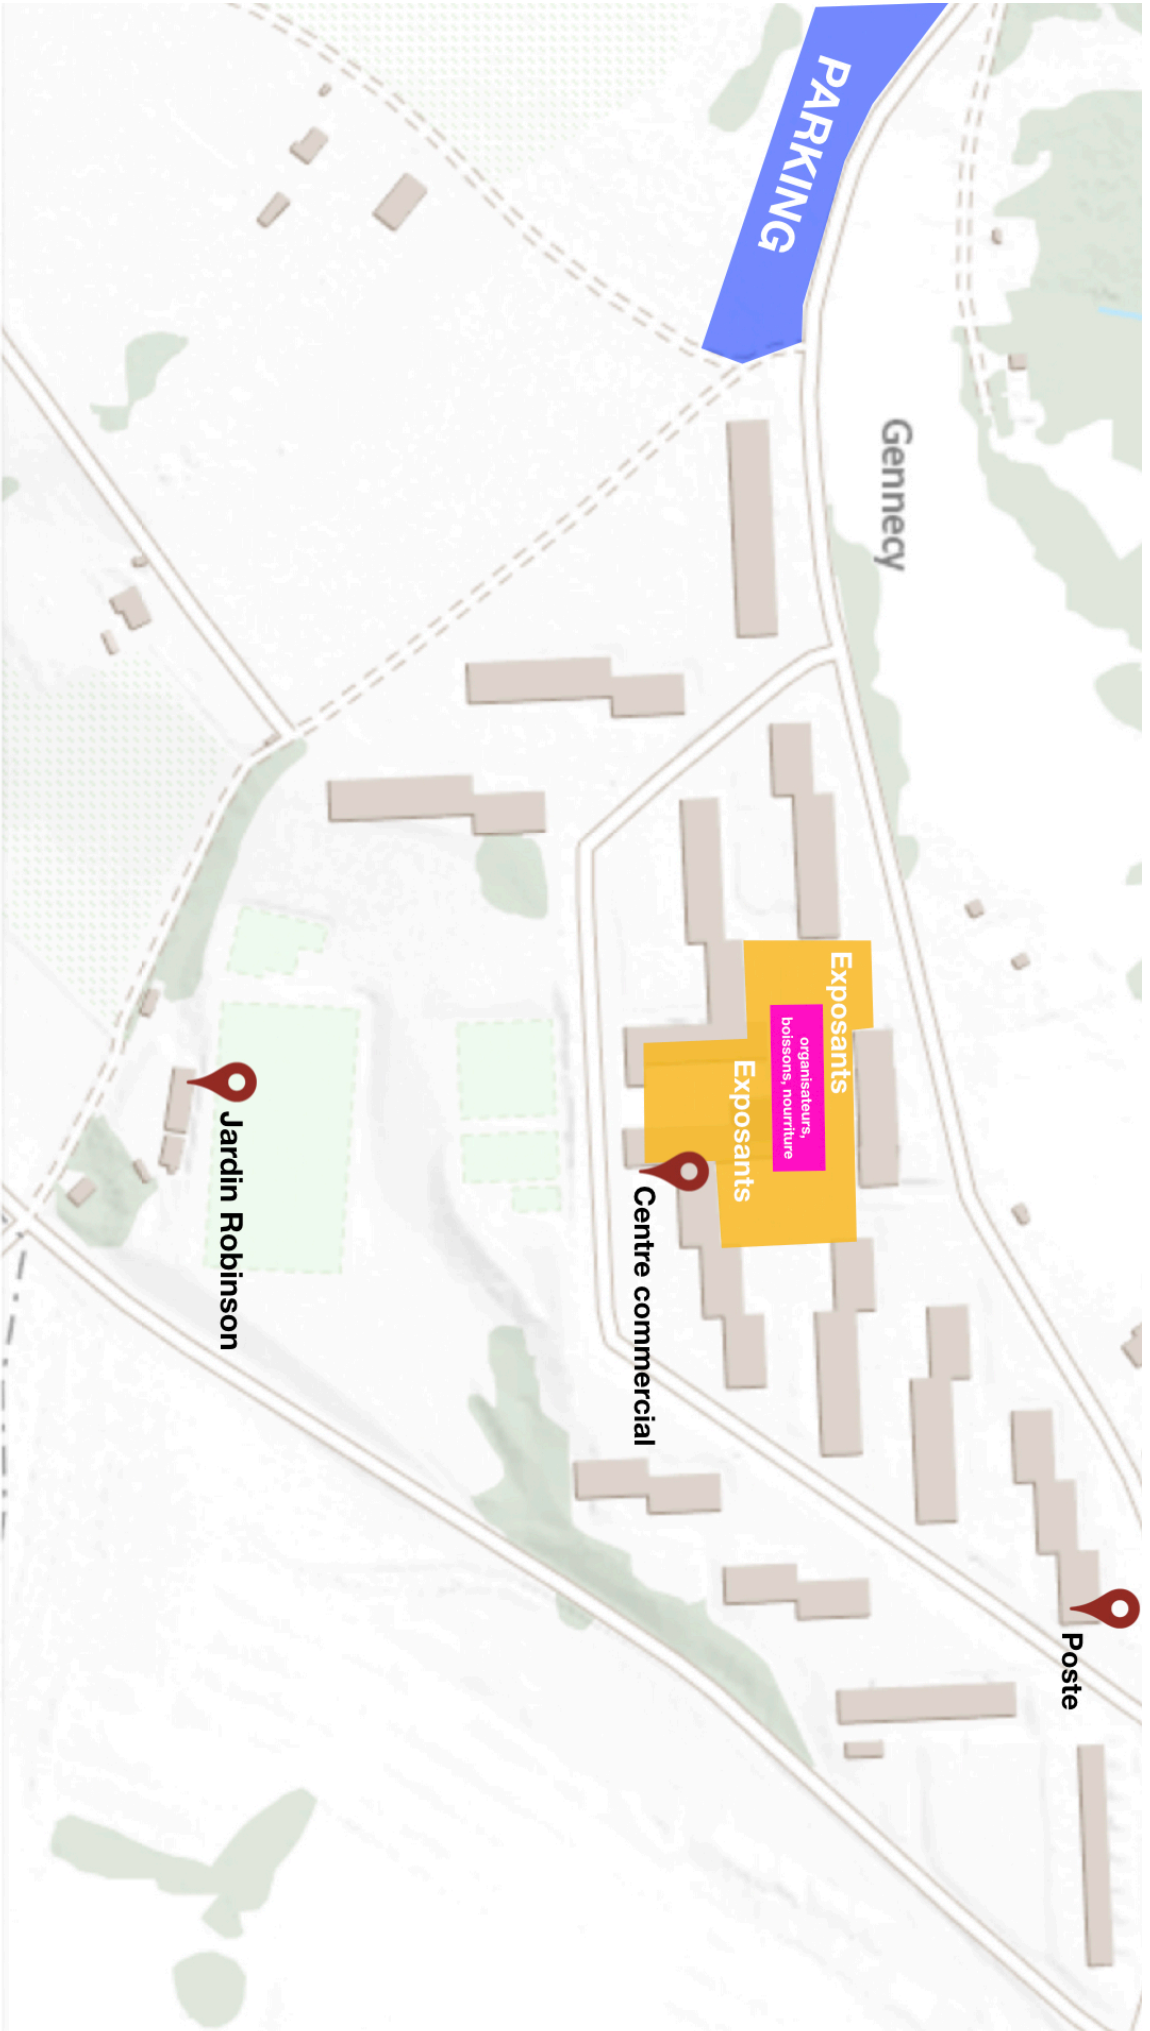 PARKING
Gennecy
Exposants
organisateurs,
boissons, nourriture
Exposants
Centre commercial
Jardin Robinson
Poste